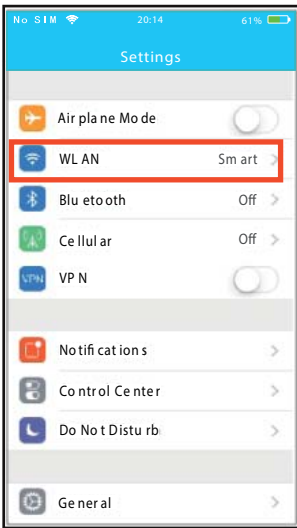 No SIM 20:14 61%
Settings
Airplane Mode
WLAN Smart
Bluetooth Off
Cellular Off
VPN VPN
Notifications
Control Center
Do Not Disturb
General